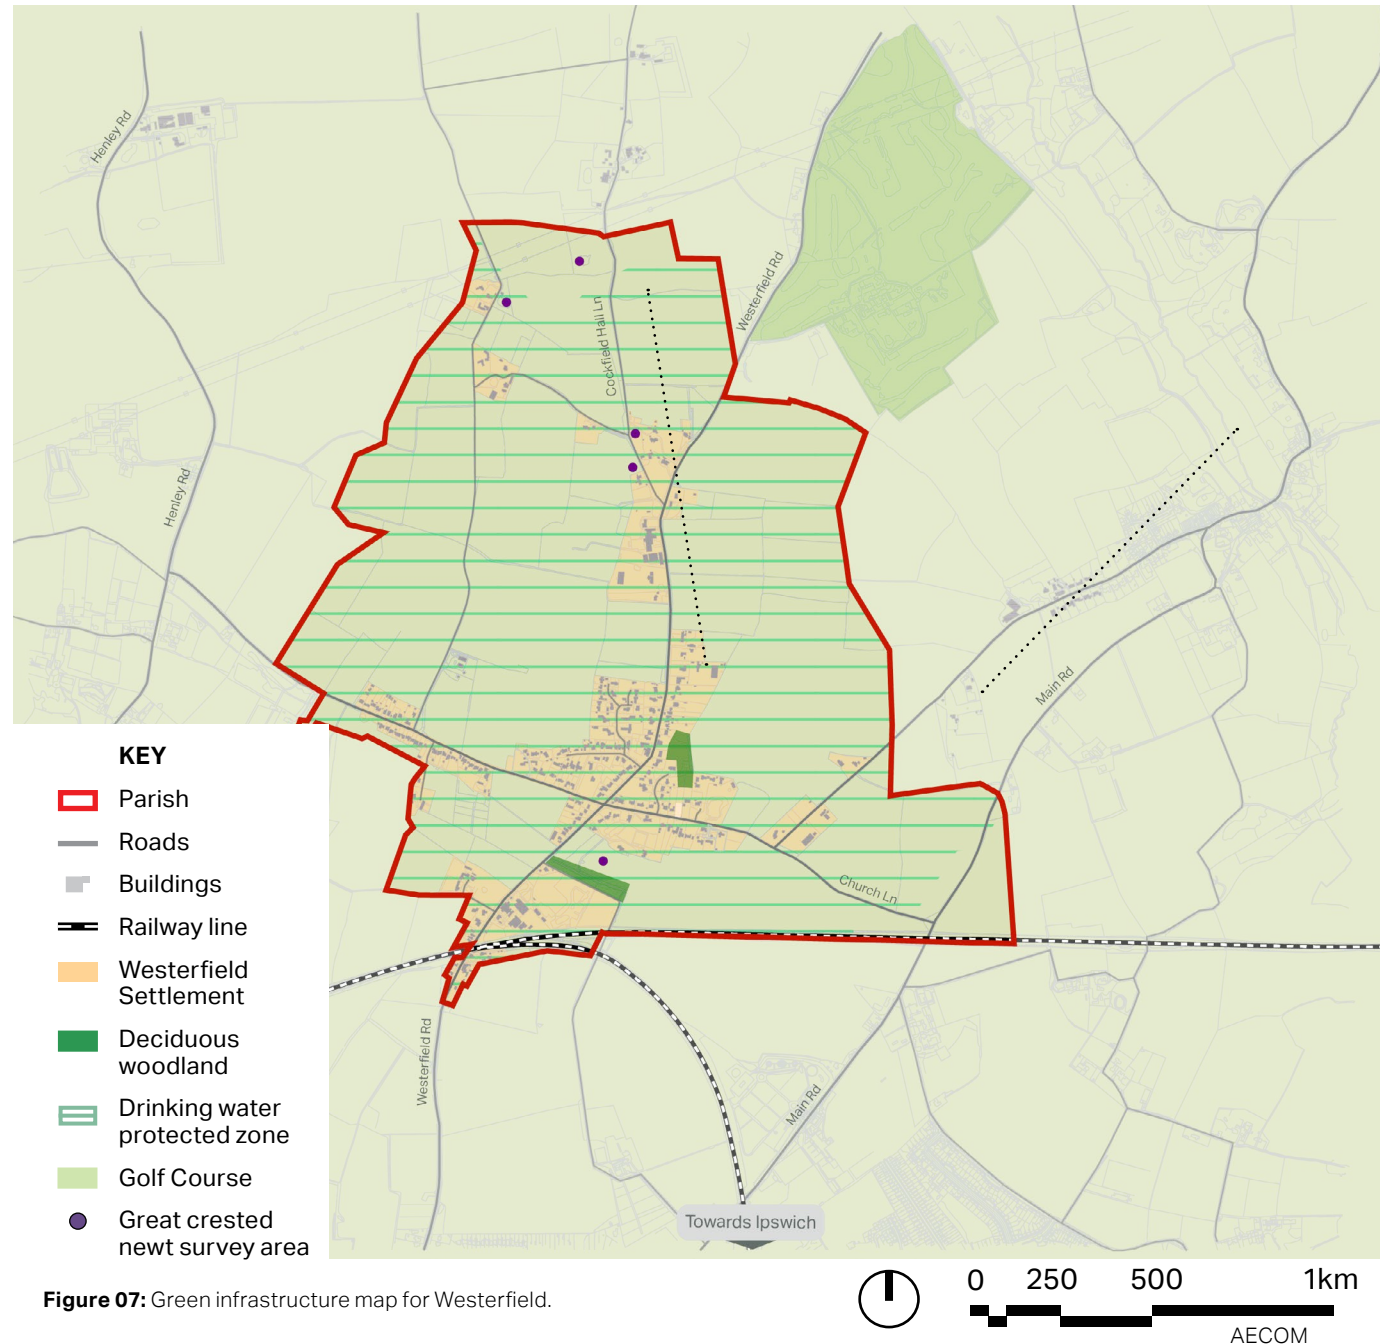 Henley Rd
Westerfield Rd
Cockfield Hall Ln
Henley Rd
Main Rd
Church Ln
Westerfield Rd
Main Rd
Towards Ipswich
KEY
Parish
Roads
Buildings
Railway line
Westerfield
Settlement
Deciduous
woodland
Drinking water
protected zone
Golf Course
Great crested
newt survey area
Figure 07: Green infrastructure map for Westerfield.
0 250 500 1km
AECOM